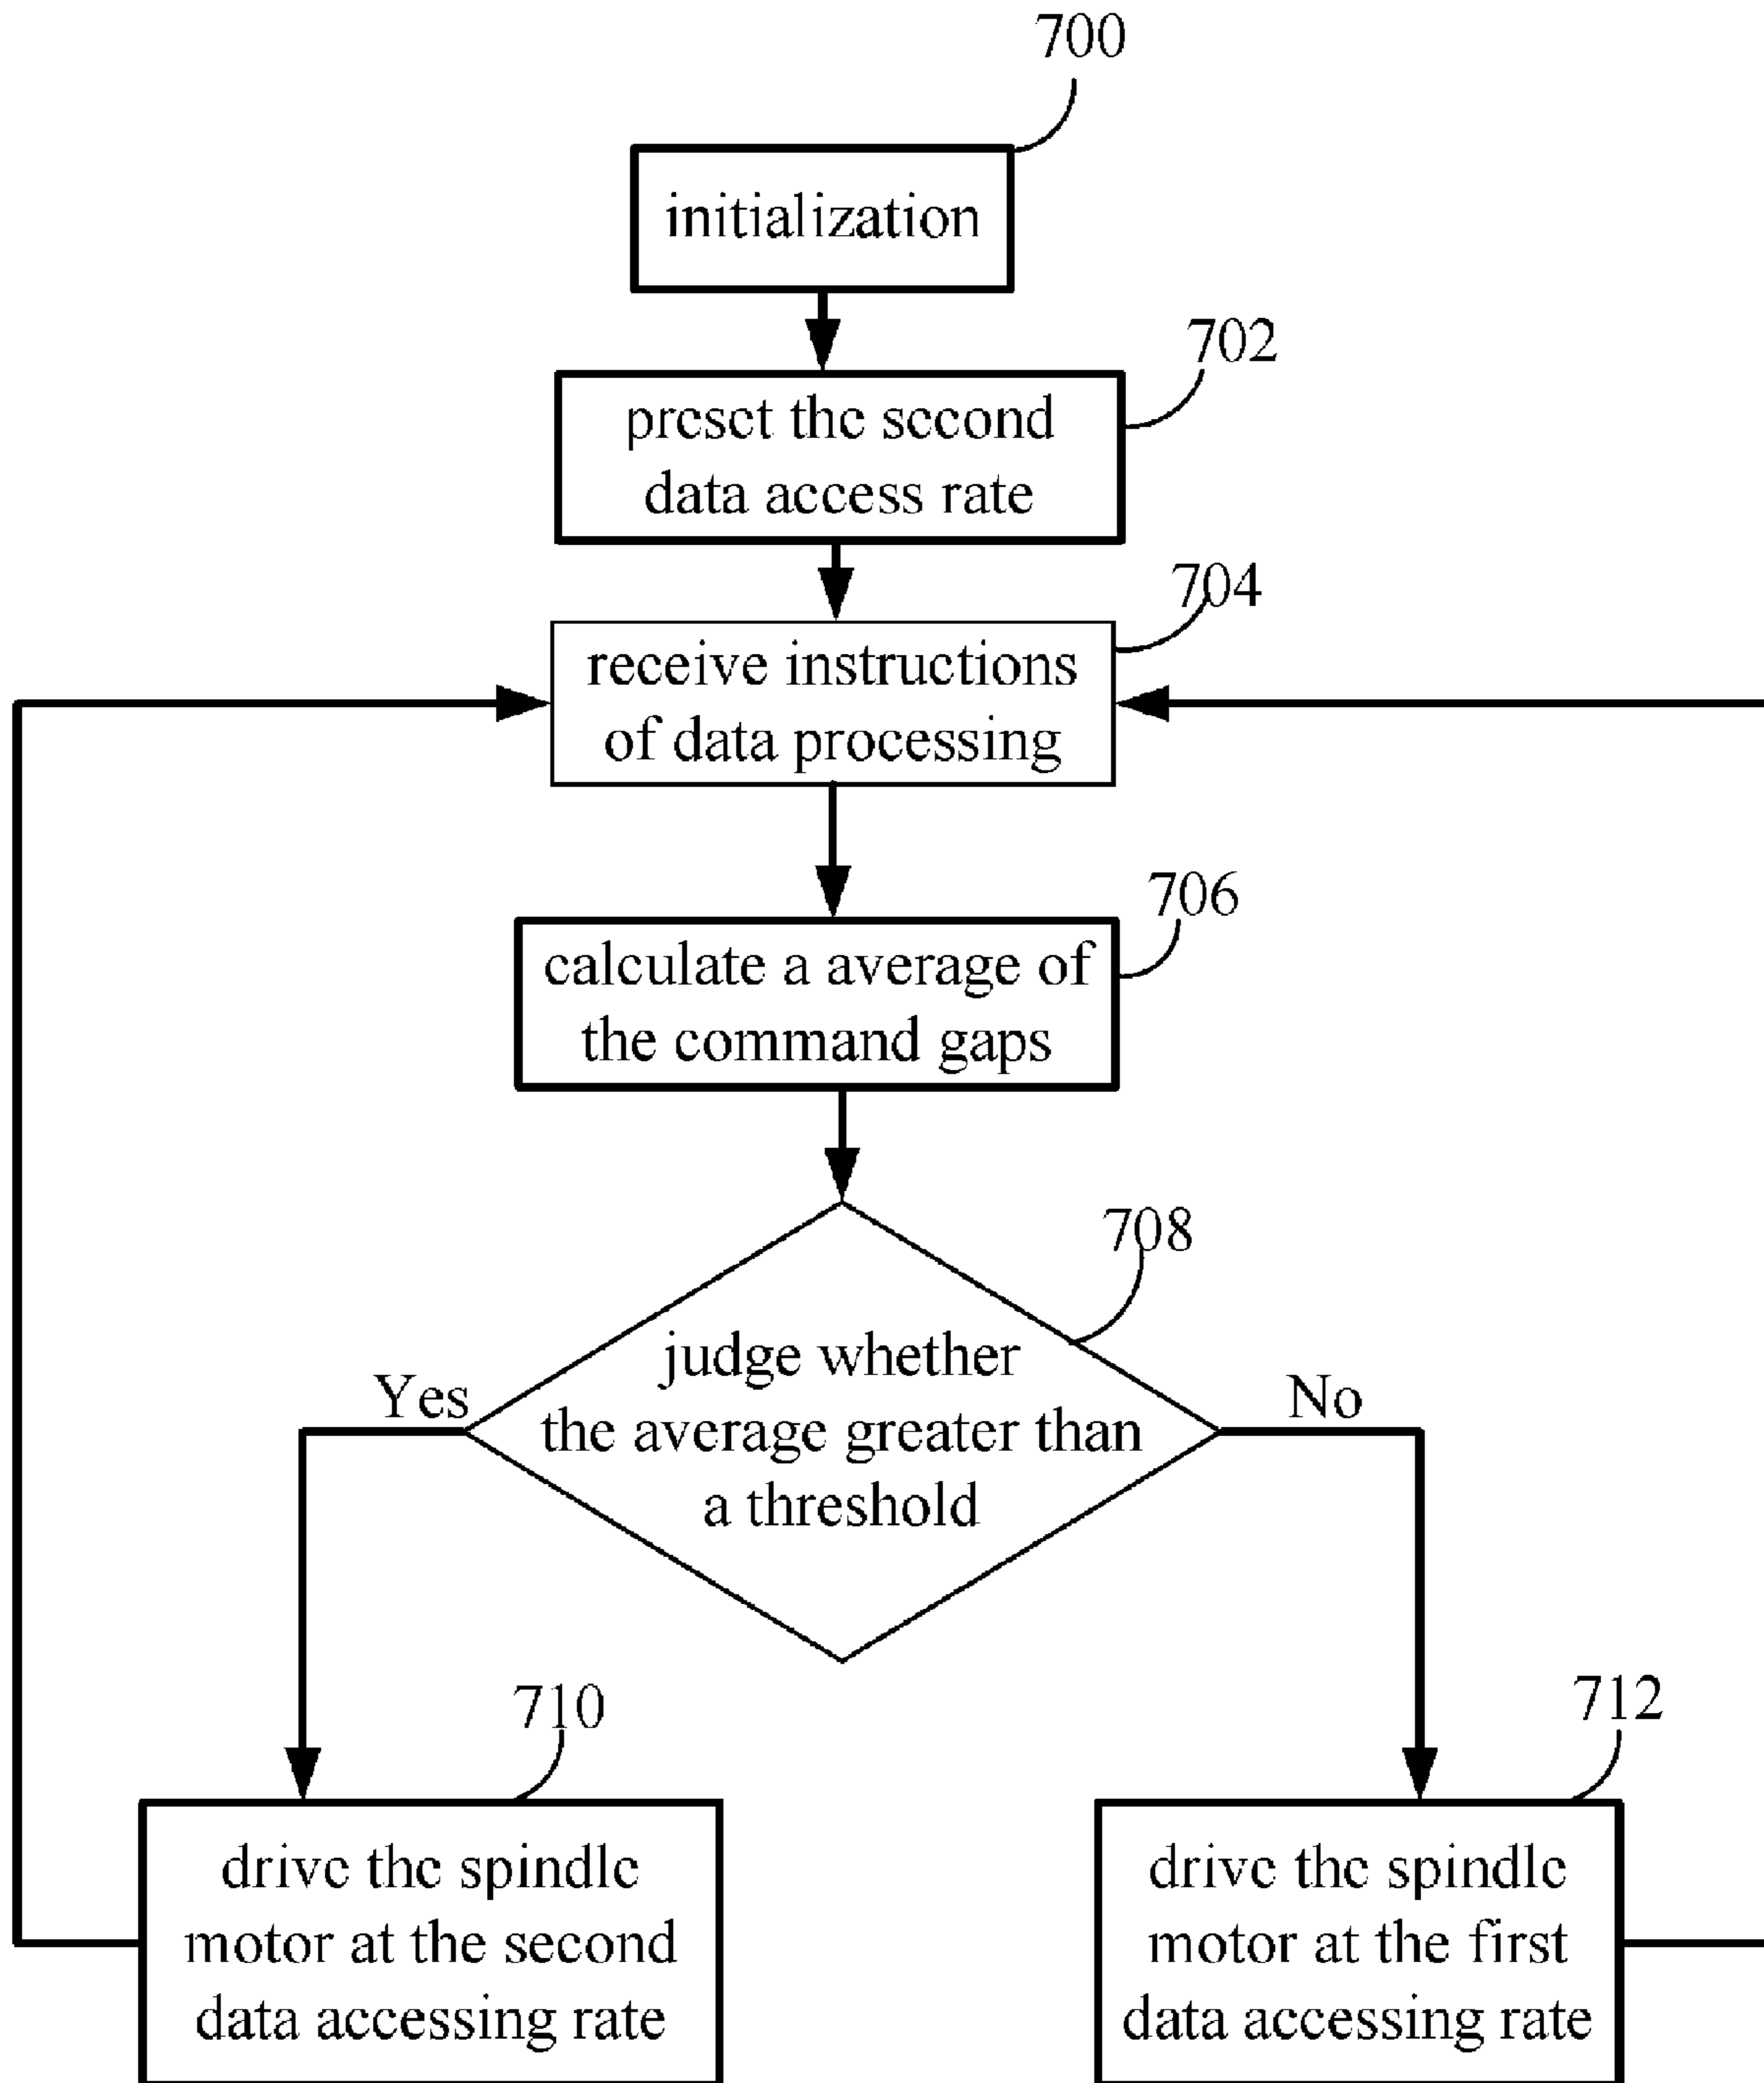 700
initialization
702
preset the second
data access rate
704
receive instructions
of data processing
706
calculate a average of
the command gaps
708
judge whether
the average greater than
a threshold
Yes
No
710
drive the spindle
motor at the second
data accessing rate
712
drive the spindle
motor at the first
data accessing rate